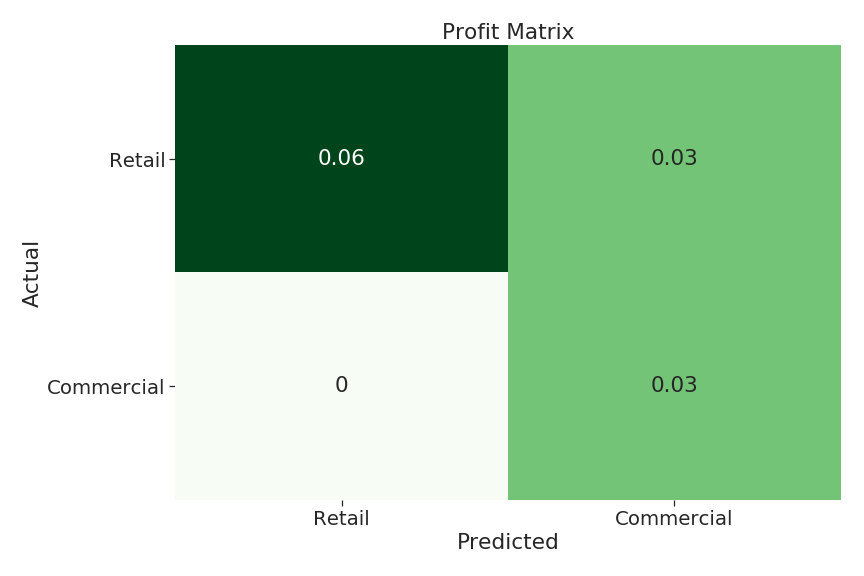 Profit Matrix
Actual
Retail
0.06
0.03
Commercial
0
0.03
Retail
Commercial
Predicted